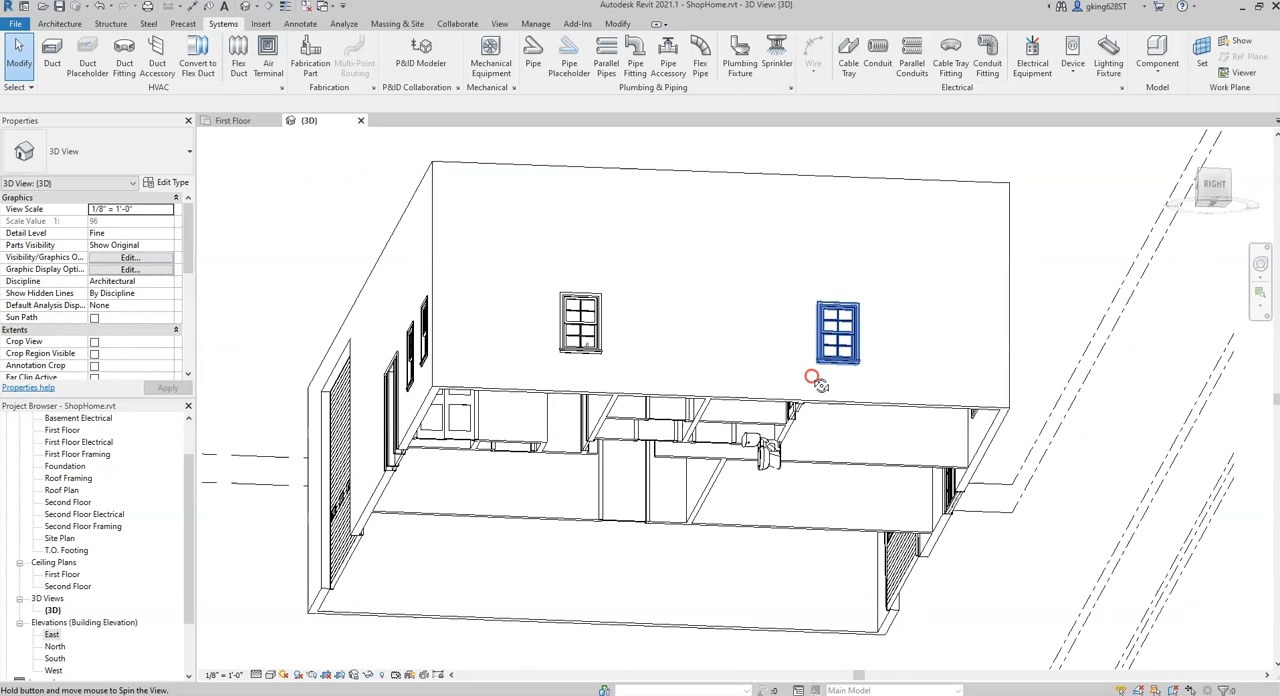 Autodesk Revit 2021.1 - ShopHome.rvt - 3D View: {3D}
gking628ST
File Architecture Structure Steel Precast Systems Insert Annotate Analyze Massing & Site Collaborate View Manage Add-Ins Modify
Modify
Duct
Duct Placeholder
Duct Fitting
Duct Accessory
Convert to Flex Duct
Flex Duct
Air Terminal
Fabrication Part
Multi-Point Routing
P&ID Modeler
Mechanical Equipment
Pipe
Pipe Placeholder
Parallel Pipes
Pipe Fitting
Pipe Accessory
Flex Pipe
Plumbing Fixture
Sprinkler
Wire
Cable Tray
Conduit
Parallel Conduits
Cable Tray Fitting
Conduit Fitting
Electrical Equipment
Device
Lighting Fixture
Component
Set
Show
Ref Plane
Viewer
Select HVAC Fabrication P&ID Collaboration Mechanical Plumbing & Piping Electrical Model Work Plane
Properties
First Floor
{3D}
3D View
3D View: {3D}
Edit Type
Graphics
View Scale 1/8" = 1'-0"
Scale Value 1: 96
Detail Level Fine
Parts Visibility Show Original
Visibility/Graphics O... Edit...
Graphic Display Opti... Edit...
Discipline Architectural
Show Hidden Lines By Discipline
Default Analysis Disp... None
Sun Path
Extents
Crop View
Crop Region Visible
Annotation Crop
Far Clip Active
Properties help
Apply
Project Browser - ShopHome.rvt
Basement Electrical
First Floor
First Floor Electrical
First Floor Framing
Foundation
Roof Framing
Roof Plan
Second Floor
Second Floor Electrical
Second Floor Framing
Site Plan
T.O. Footing
Ceiling Plans
First Floor
Second Floor
3D Views
{3D}
Elevations (Building Elevation)
East
North
South
West
RIGHT
1/8" = 1'-0"
Hold button and move mouse to Spin the View.
:0
Main Model
:0